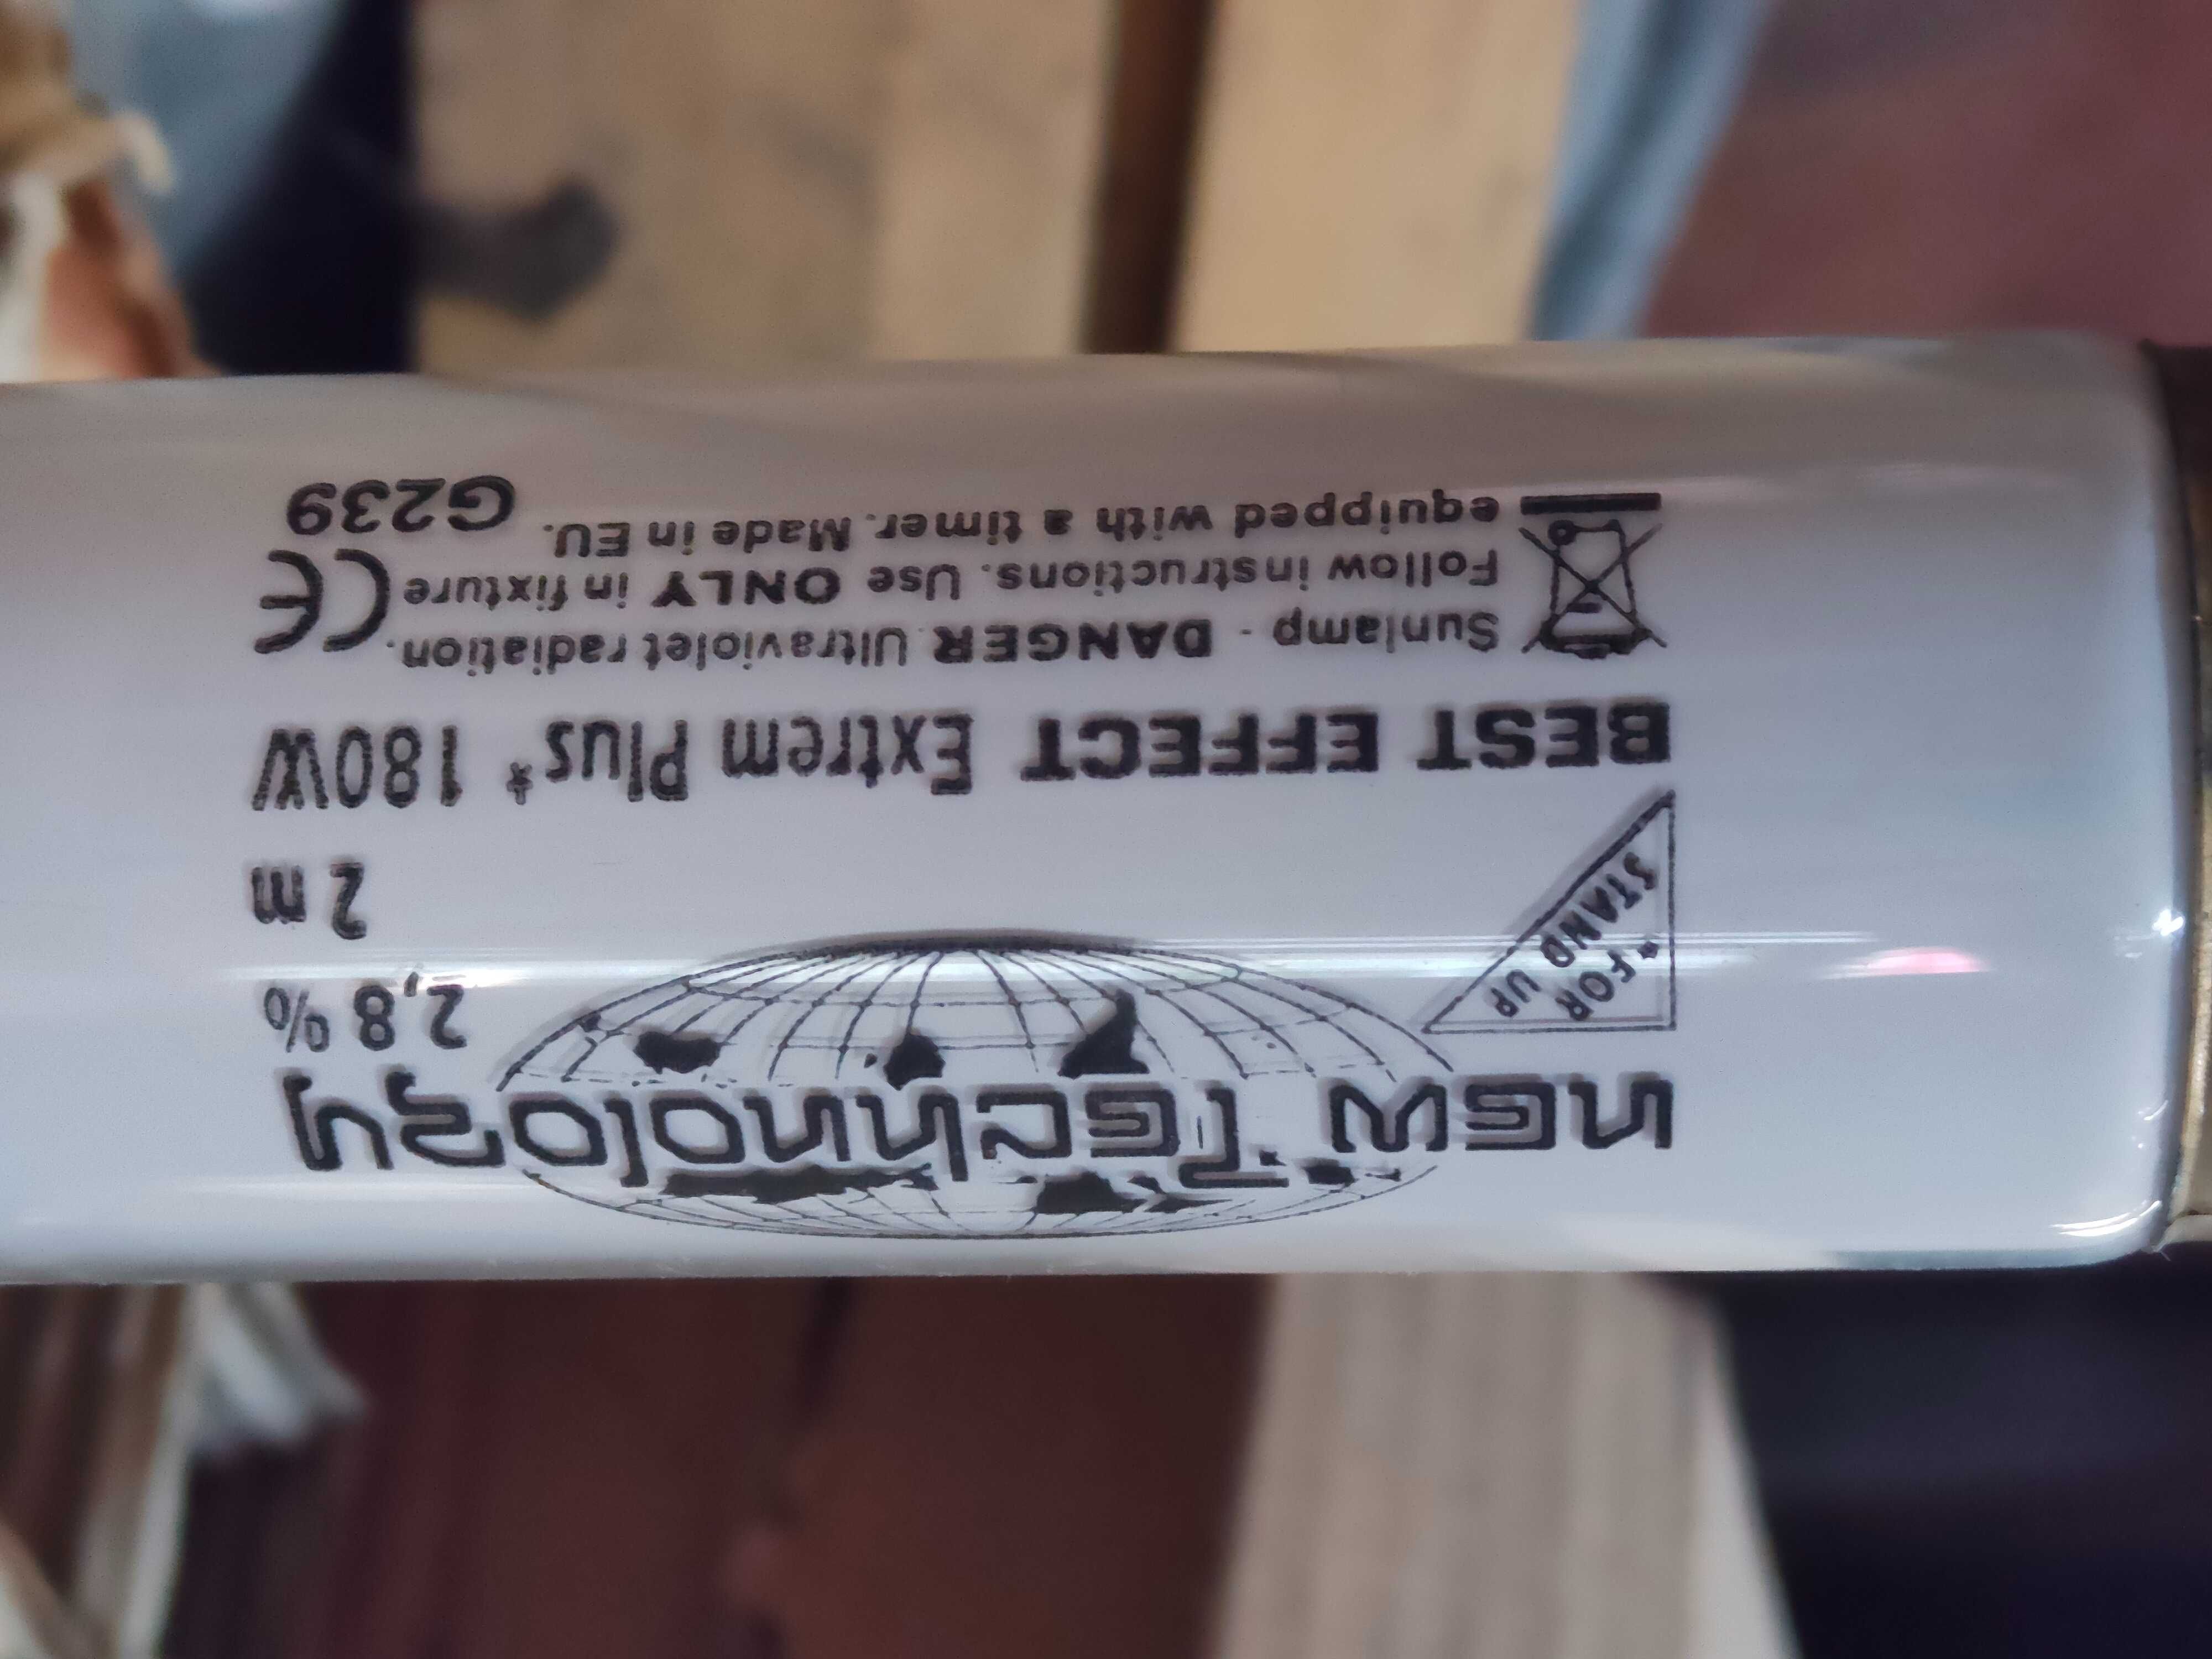 new Technology
*FOR
STAND UP
2,8 %
2 m
BEST EFFECT Extrem Plus* 180W
Sunlamp - DANGER Ultraviolet radiation.
Follow instructions. Use ONLY in fixture
equipped with a timer. Made in EU.
CE
G239